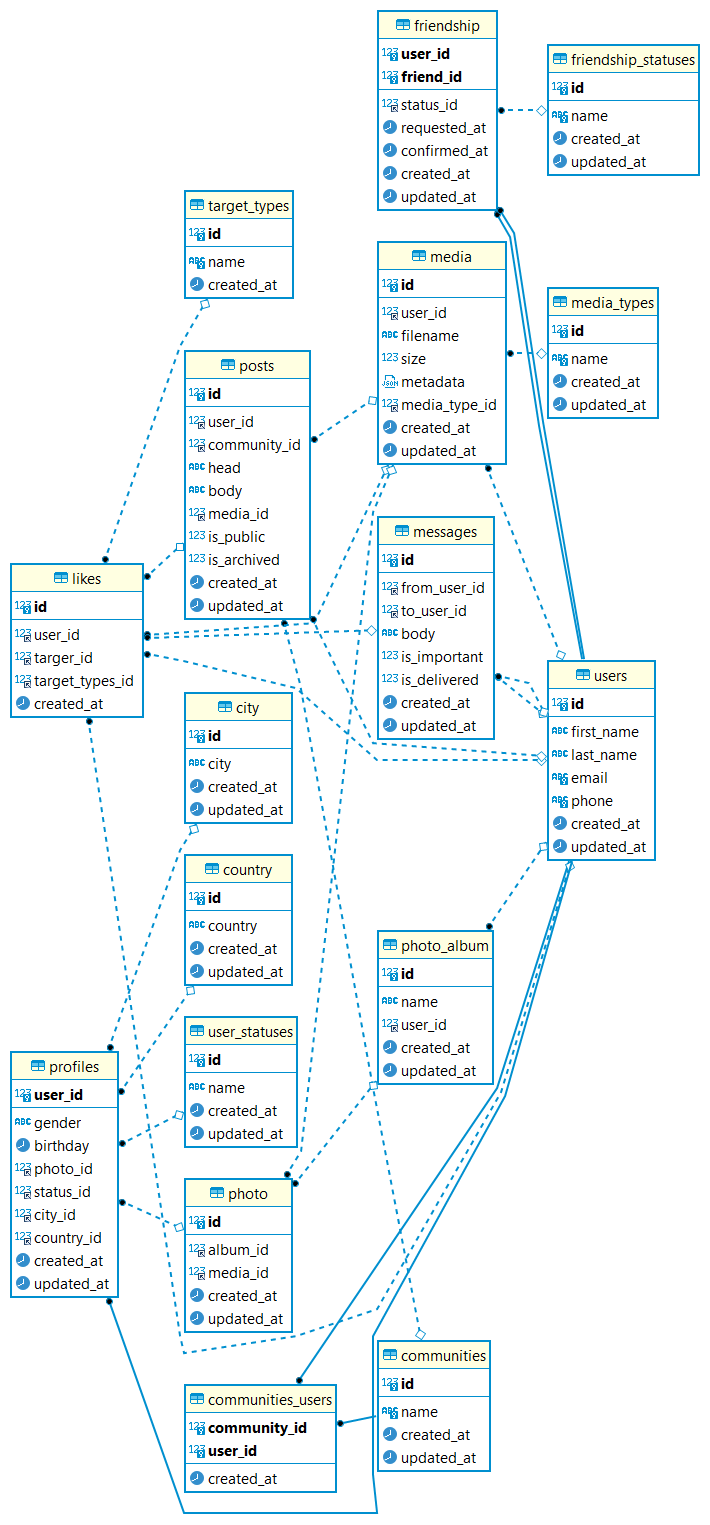 friendship
user_id
friend_id
status_id
requested_at
confirmed_at
created_at
updated_at
friendship_statuses
id
name
created_at
updated_at
target_types
id
name
created_at
media
id
user_id
filename
size
metadata
media_type_id
created_at
updated_at
media_types
id
name
created_at
updated_at
posts
id
user_id
community_id
head
body
media_id
is_public
is_archived
created_at
updated_at
messages
id
from_user_id
to_user_id
body
is_important
is_delivered
created_at
updated_at
likes
id
user_id
targer_id
target_types_id
created_at
users
id
first_name
last_name
email
phone
created_at
updated_at
city
id
city
created_at
updated_at
country
id
country
created_at
updated_at
photo_album
id
name
user_id
created_at
updated_at
user_statuses
id
name
created_at
updated_at
profiles
user_id
gender
birthday
photo_id
status_id
city_id
country_id
created_at
updated_at
photo
id
album_id
media_id
created_at
updated_at
communities
id
name
created_at
updated_at
communities_users
community_id
user_id
created_at